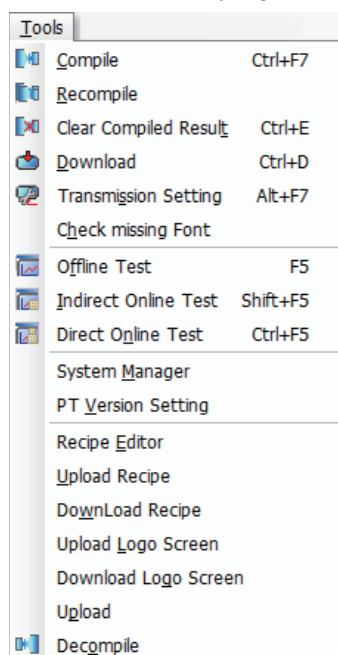 Tools
Compile Ctrl+F7
Recompile
Clear Compiled Result Ctrl+E
Download Ctrl+D
Transmission Setting Alt+F7
Check missing Font
Offline Test F5
Indirect Online Test Shift+F5
Direct Online Test Ctrl+F5
System Manager
PT Version Setting
Recipe Editor
Upload Recipe
DownLoad Recipe
Upload Logo Screen
Download Logo Screen
Upload
Decompile